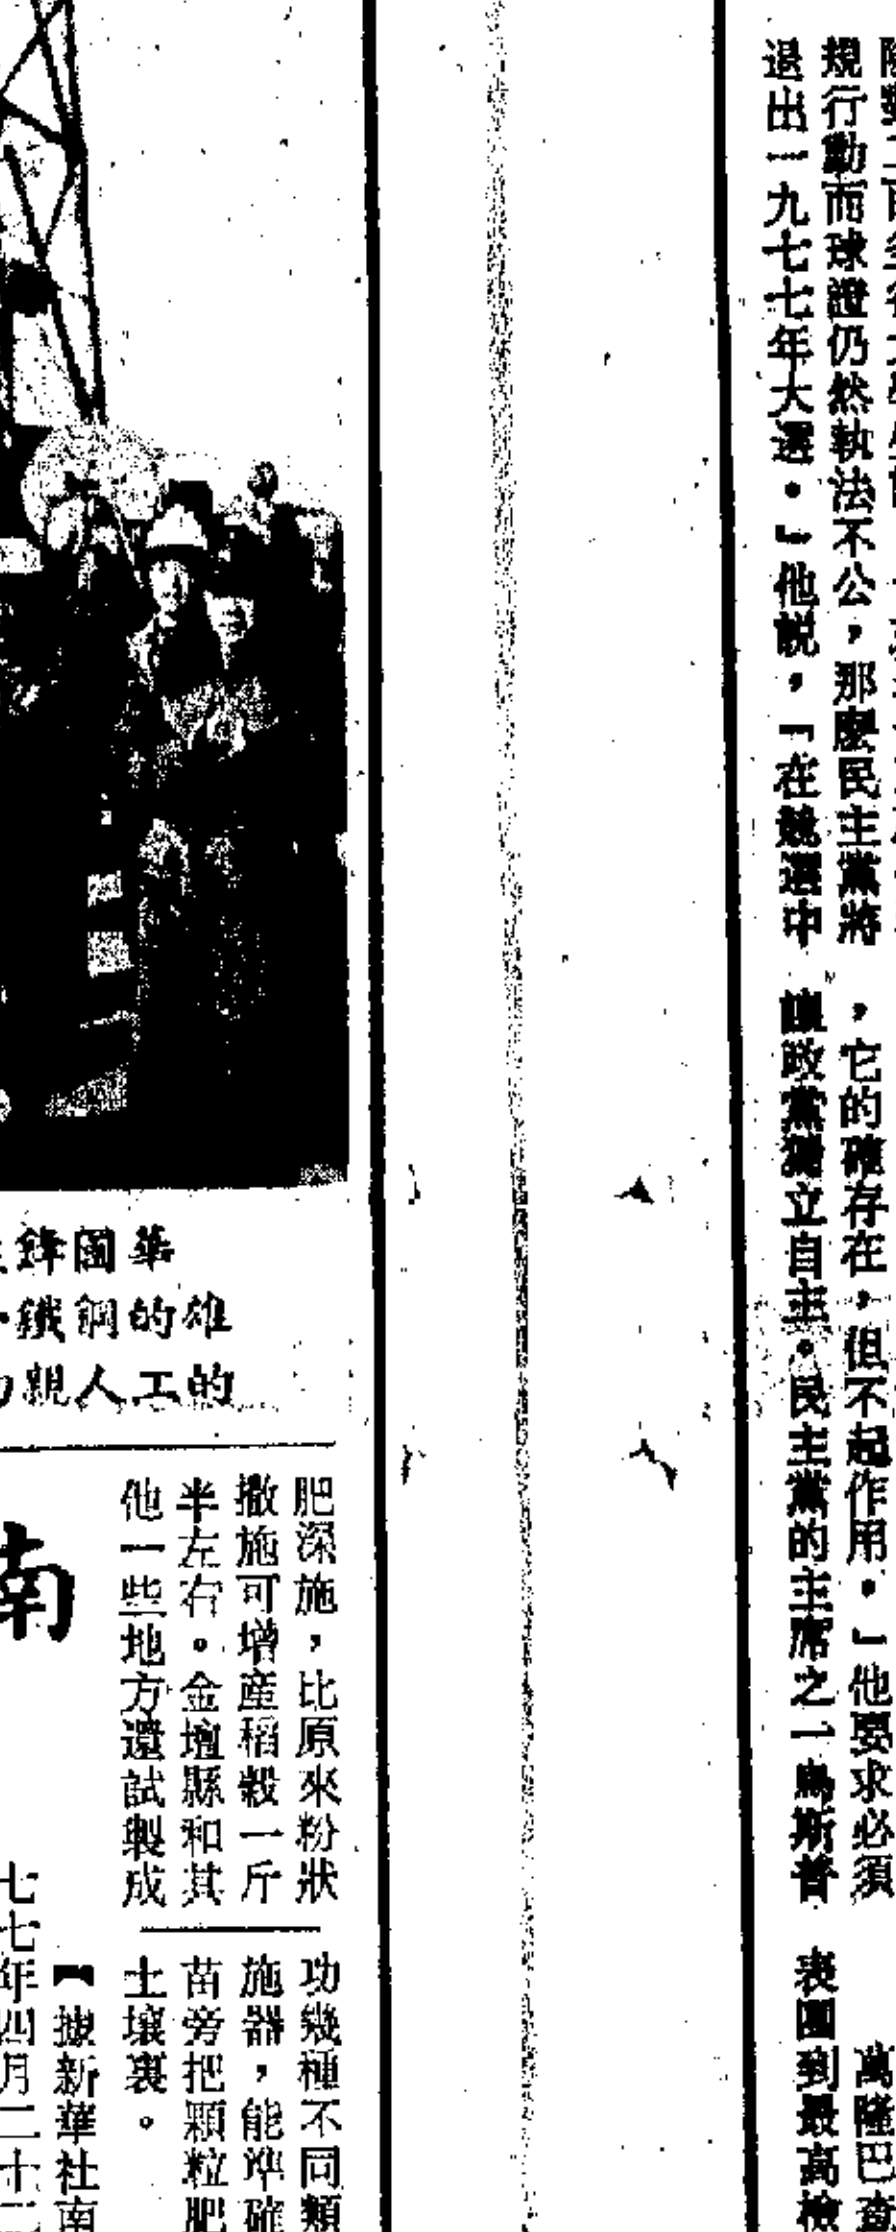 規行動而球證仍然執法不公，那麼民主黨將
退出一九七七年大選。」他説，「在競選中
，它的確存在，但不起作用。」他要求必須
讓政黨獨立自主。民主黨的主席之一烏斯普
萬隆巴查
表團到最高檢
鋒圖華
鐵鋼的雄
親人工的
肥深施，比原來粉狀
撒施可增産稻穀一斤
半左右。金壇縣和其
他一些地方還試製成
功幾種不同類
施器，能準確
苗旁把顆粒肥
土壤裏。
南
【據新華社南
七七年四月二十二